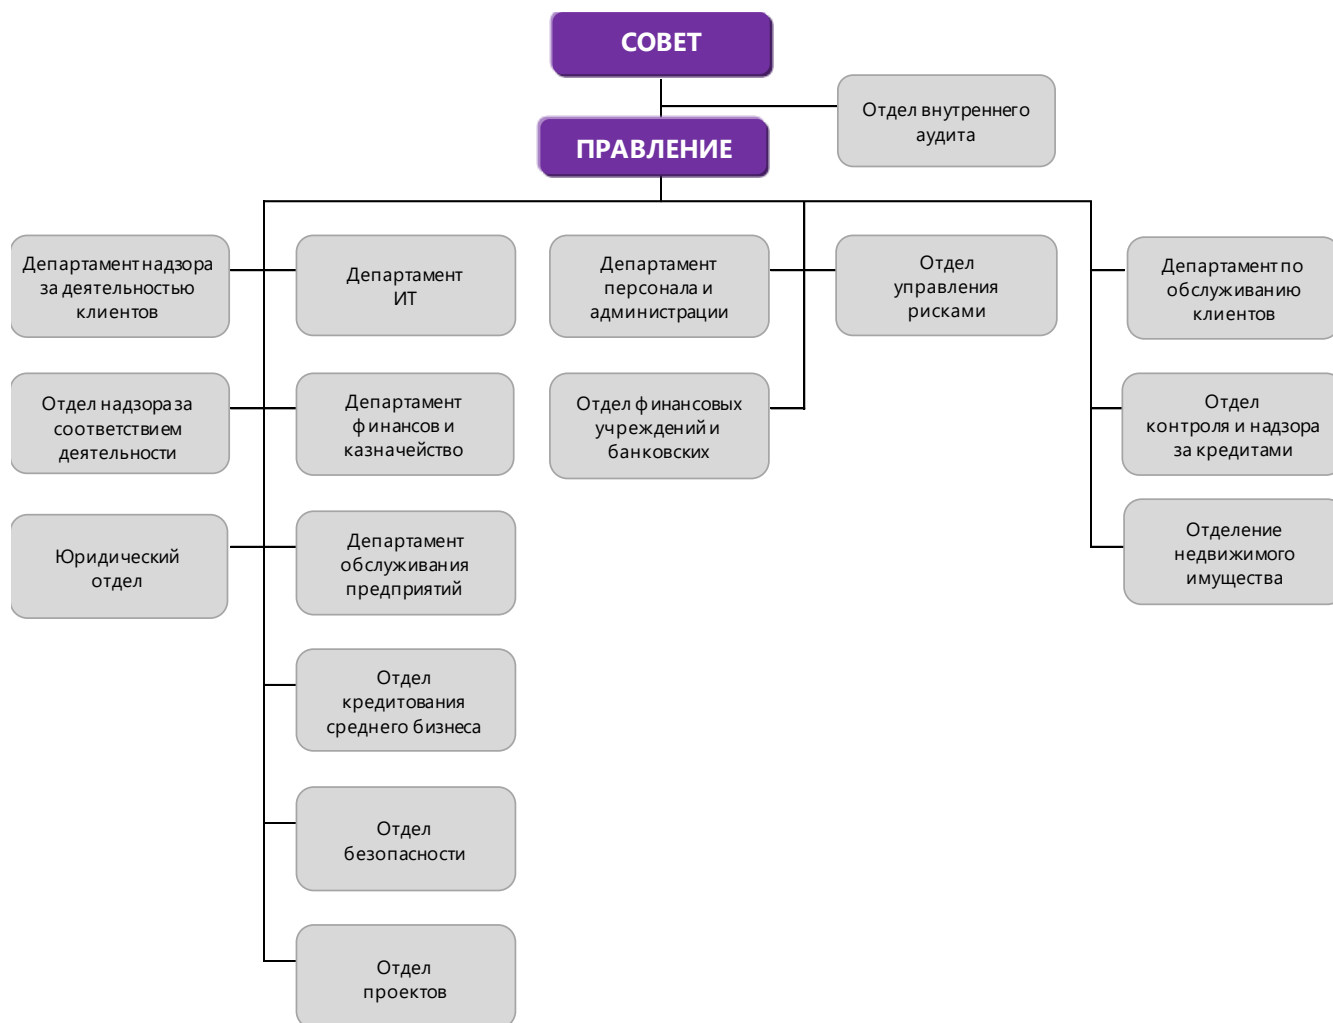 СОВЕТ
Отдел внутреннего
аудита
ПРАВЛЕНИЕ
Департамент надзора
за деятельностью
клиентов
Департамент
ИТ
Департамент
персонала и
администрации
Отдел
управления
рисками
Департамент по
обслуживанию
клиентов
Отдел надзора за
соответствием
деятельности
Департамент
финансов и
казначейство
Отдел финансовых
учреждений и
банковских
Отдел
контроля и надзора
за кредитами
Юридический
отдел
Департамент
обслуживания
предприятий
Отделение
недвижимого
имущества
Отдел
кредитования
среднего бизнеса
Отдел
безопасности
Отдел
проектов